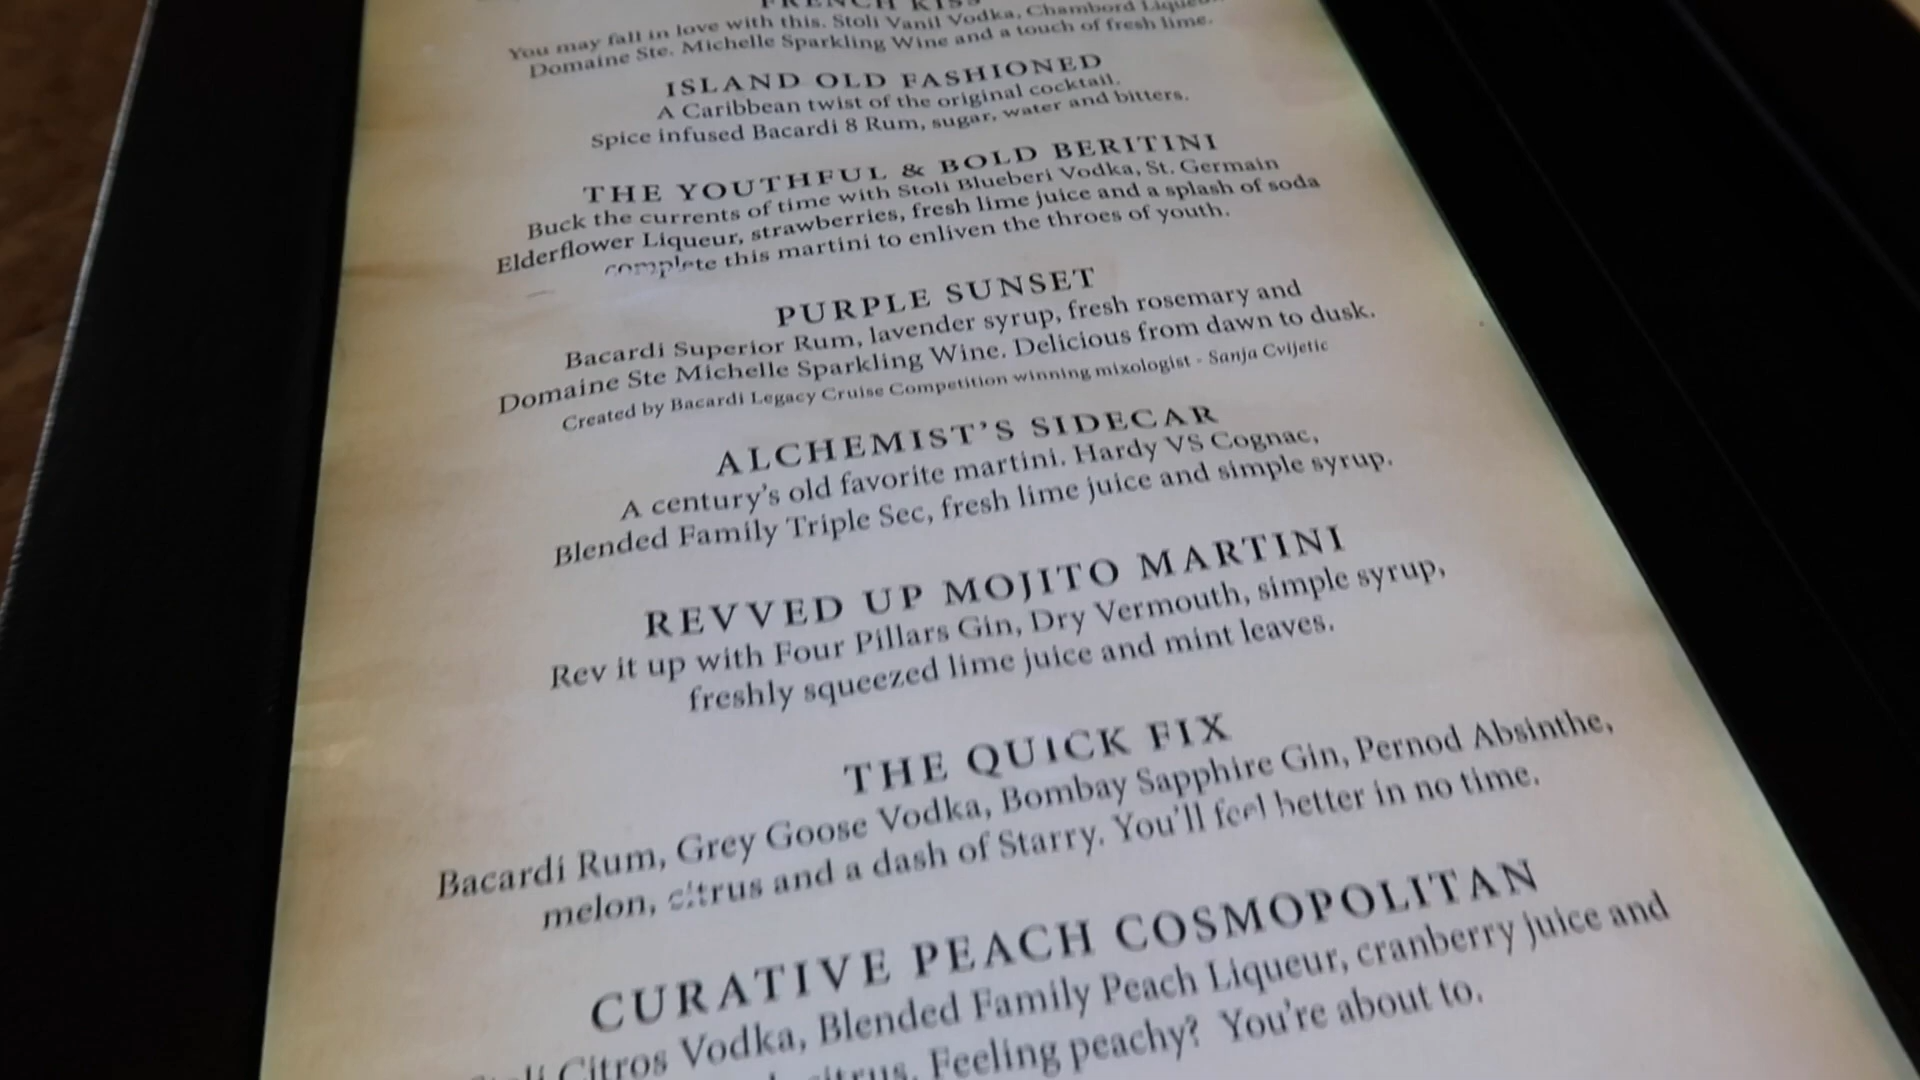 FRENCH KISS
You may fall in love with this. Stoli Vanil Vodka, Chambord Liqueur
Domaine Ste. Michelle Sparkling Wine and a touch of fresh lime.
ISLAND OLD FASHIONED
A Caribbean twist of the original cocktail.
Spice infused Bacardi 8 Rum, sugar, water and bitters.
THE YOUTHFUL & BOLD BERITINI
Buck the currents of time with Stoli Blueberi Vodka, St. Germain
Elderflower Liqueur, strawberries, fresh lime juice and a splash of soda
complete this martini to enliven the throes of youth.
PURPLE SUNSET
Bacardi Superior Rum, lavender syrup, fresh rosemary and
Domaine Ste Michelle Sparkling Wine. Delicious from dawn to dusk.
Created by Bacardi Legacy Cruise Competition winning mixologist - Sanja Cvijetic
ALCHEMIST'S SIDECAR
A century's old favorite martini. Hardy VS Cognac,
Blended Family Triple Sec, fresh lime juice and simple syrup.
REVVED UP MOJITO MARTINI
Rev it up with Four Pillars Gin, Dry Vermouth, simple syrup,
freshly squeezed lime juice and mint leaves.
THE QUICK FIX
Bacardi Rum, Grey Goose Vodka, Bombay Sapphire Gin, Pernod Absinthe,
melon, citrus and a dash of Starry. You'll feel better in no time.
CURATIVE PEACH COSMOPOLITAN
Stoli Citros Vodka, Blended Family Peach Liqueur, cranberry juice and
citrus. Feeling peachy? You're about to.